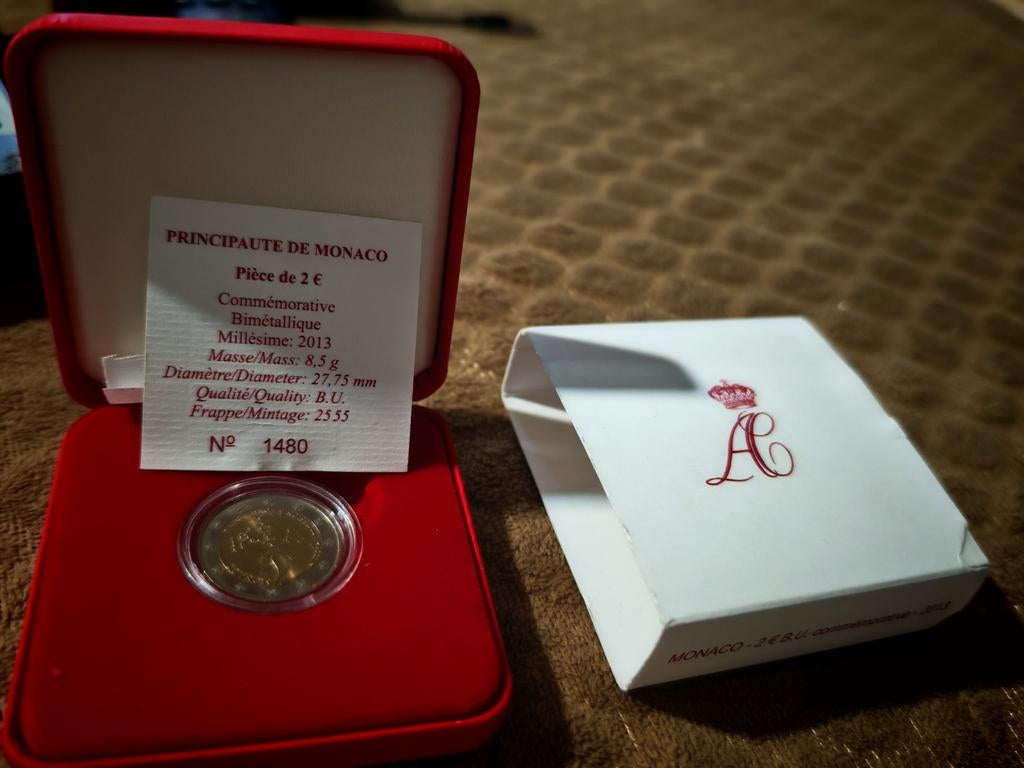 PRINCIPAUTE DE MONACO
Pièce de 2 €
Commémorative
Bimétallique
Millésime: 2013
Masse/Mass: 8,5 g
Diamètre/Diameter: 27,75 mm
Qualité/Quality: B.U.
Frappe/Mintage: 2555
Nº 1480
MONACO - 2 € B.U. commémorative - 2013